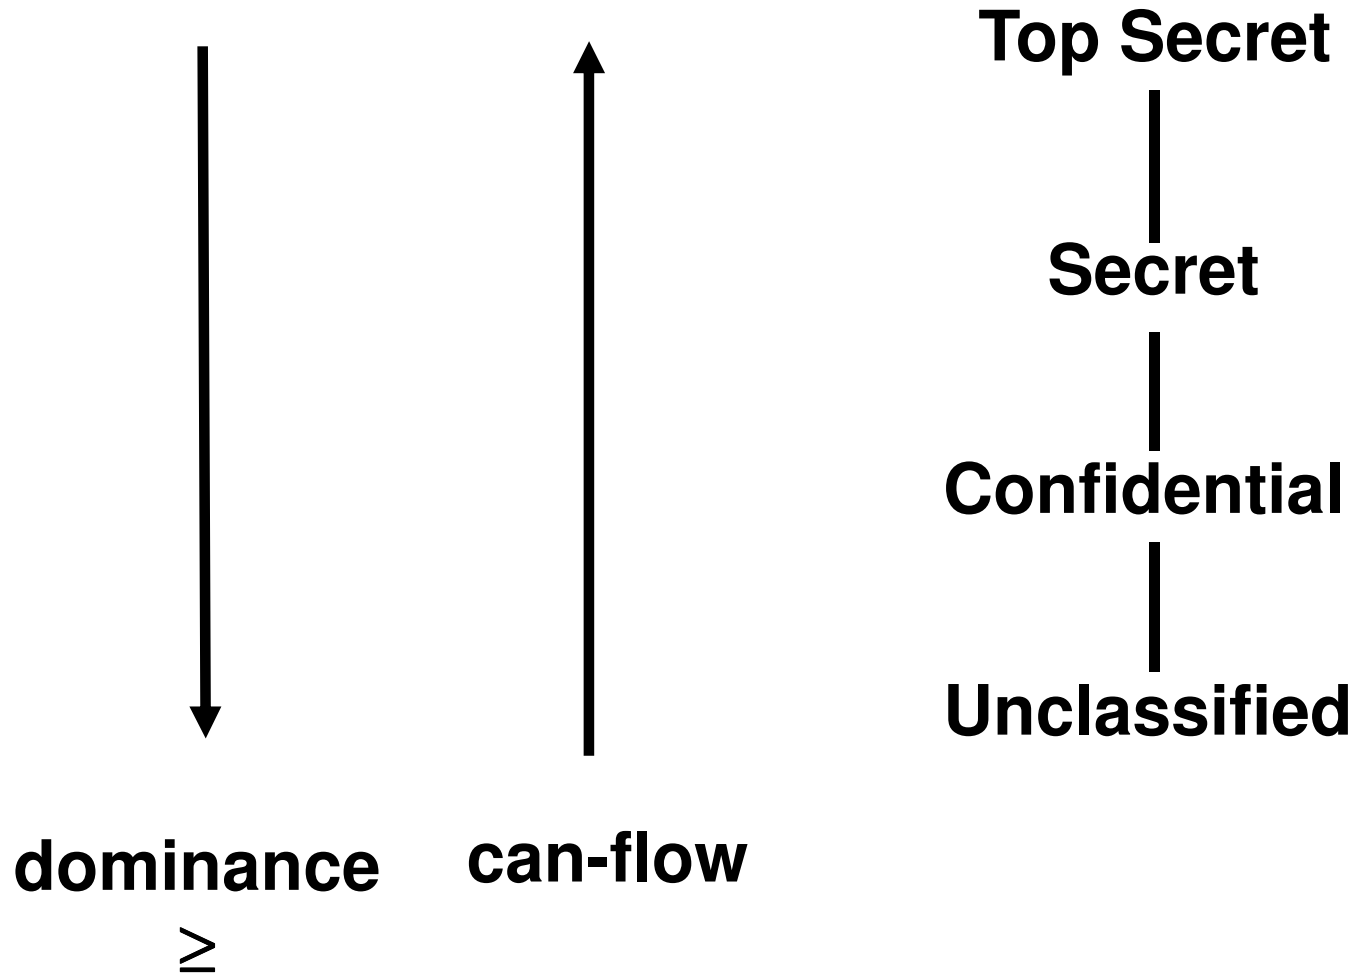 Top Secret
Secret
Confidential
Unclassified
dominance
≥
can-flow